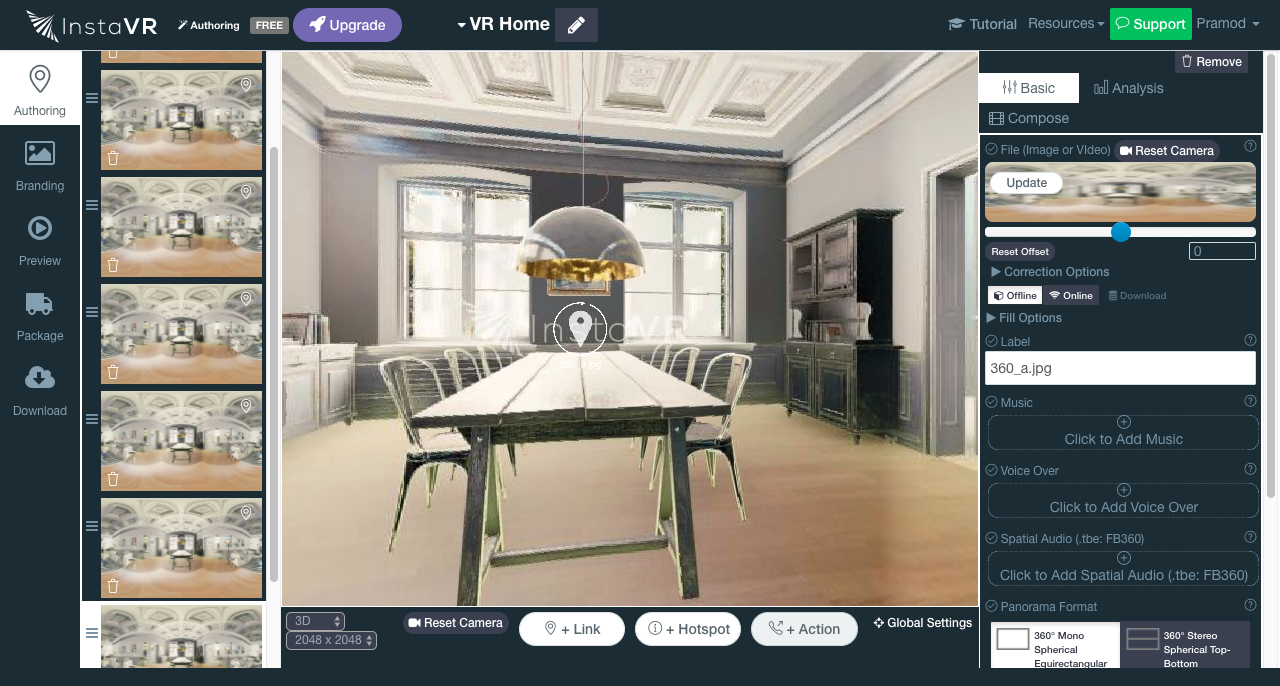 InstaVR
Authoring
FREE
Upgrade
VR Home
Tutorial
Resources
Support
Pramod
Authoring
Branding
Preview
Package
Download
InstaVR
360_a.jpg
3D
2048 x 2048
Reset Camera
+ Link
+ Hotspot
+ Action
Global Settings
Remove
Basic
Analysis
Compose
File (Image or VIdeo)
Reset Camera
Update
Reset Offset
0
Correction Options
Offline
Online
Download
Fill Options
Label
360_a.jpg
Music
Click to Add Music
Voice Over
Click to Add Voice Over
Spatial Audio (.tbe: FB360)
Click to Add Spatial Audio (.tbe: FB360)
Panorama Format
360° Mono
Spherical
Equirectangular
360° Stereo
Spherical Top-
Bottom